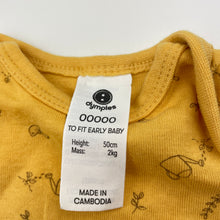 dymples
00000
TO FIT EARLY BABY
Height: 50cm
Mass: 2kg
MADE IN
CAMBODIA